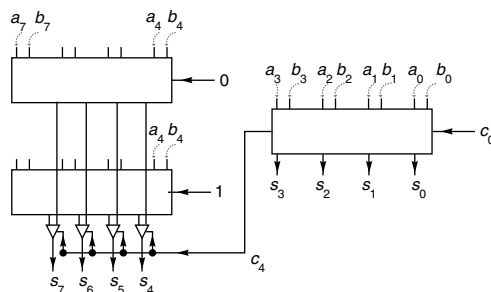 a₇ b₇ a₄ b₄
0
a₃ b₃ a₂ b₂ a₁ b₁ a₀ b₀
c₀
a₄ b₄
s₃ s₂ s₁ s₀
1
c₄
s₇ s₆ s₅ s₄